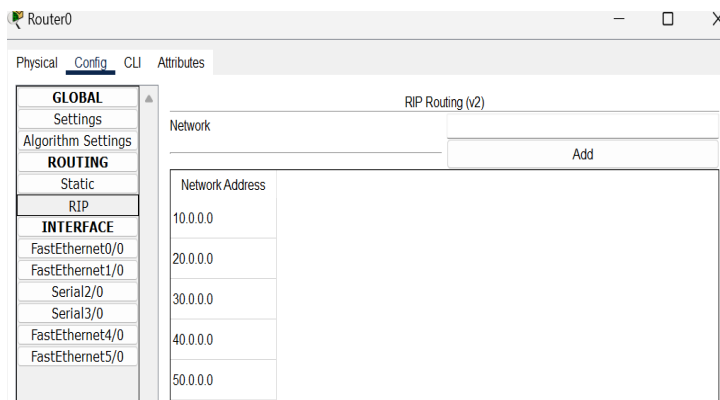 Router0
Physical Config CLI Attributes
GLOBAL
Settings
Algorithm Settings
ROUTING
Static
RIP
INTERFACE
FastEthernet0/0
FastEthernet1/0
Serial2/0
Serial3/0
FastEthernet4/0
FastEthernet5/0
RIP Routing (v2)
Network
Add
Network Address
10.0.0.0
20.0.0.0
30.0.0.0
40.0.0.0
50.0.0.0